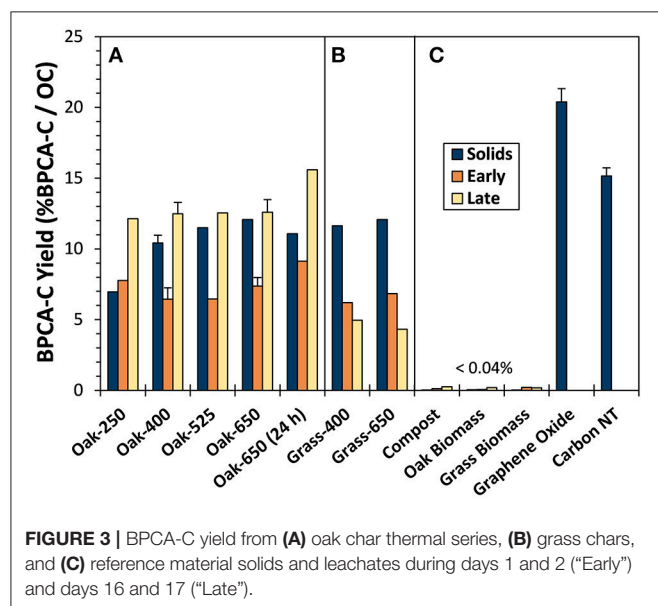 25
20
15
10
5
0
BPCA-C Yield (%BPCA-C / OC)
A
B
C
Solids
Early
Late
< 0.04%
Oak-250
Oak-400
Oak-525
Oak-650
Oak-650 (24 h)
Grass-400
Grass-650
Compost
Oak Biomass
Grass Biomass
Graphene Oxide
Carbon NT
FIGURE 3 | BPCA-C yield from (A) oak char thermal series, (B) grass chars,
and (C) reference material solids and leachates during days 1 and 2 (“Early”)
and days 16 and 17 (“Late”).